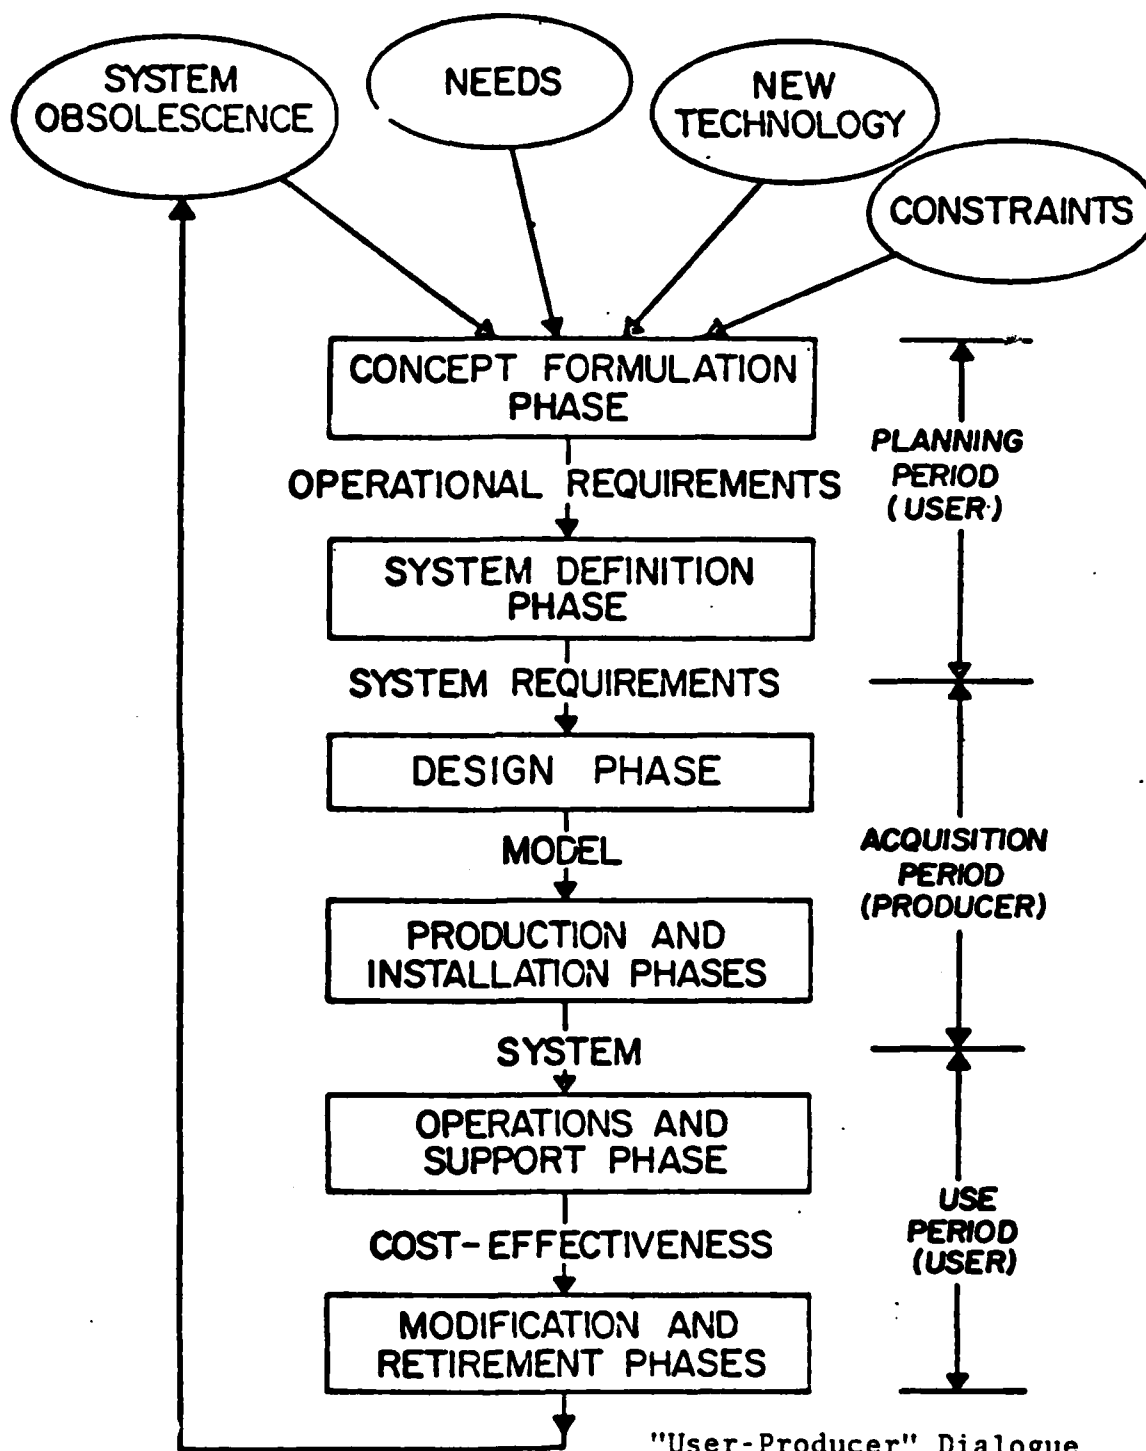 SYSTEM
OBSOLESCENCE
NEEDS
NEW
TECHNOLOGY
CONSTRAINTS
CONCEPT FORMULATION
PHASE
OPERATIONAL REQUIREMENTS
SYSTEM DEFINITION
PHASE
SYSTEM REQUIREMENTS
DESIGN PHASE
MODEL
PRODUCTION AND
INSTALLATION PHASES
SYSTEM
OPERATIONS AND
SUPPORT PHASE
COST-EFFECTIVENESS
MODIFICATION AND
RETIREMENT PHASES
PLANNING
PERIOD
(USER)
ACQUISITION
PERIOD
(PRODUCER)
USE
PERIOD
(USER)
"User-Producer" Dialogue